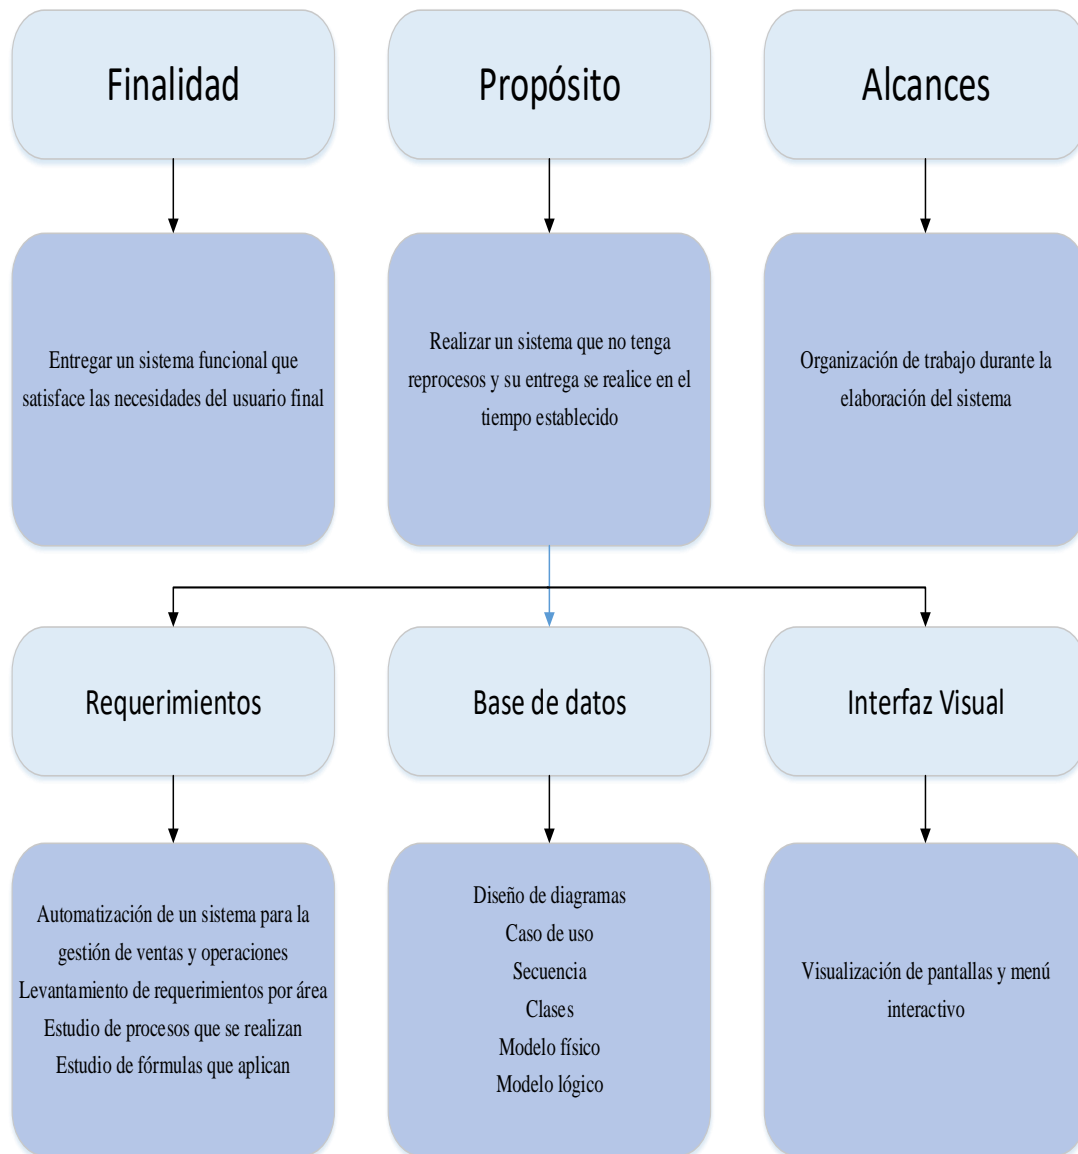 Finalidad
Propósito
Alcances
Entregar un sistema funcional que
satisface las necesidades del usuario final
Realizar un sistema que no tenga
reprocesos y su entrega se realice en el
tiempo establecido
Organización de trabajo durante la
elaboración del sistema
Requerimientos
Base de datos
Interfaz Visual
Automatización de un sistema para la
gestión de ventas y operaciones
Levantamiento de requerimientos por área
Estudio de procesos que se realizan
Estudio de fórmulas que aplican
Diseño de diagramas
Caso de uso
Secuencia
Clases
Modelo físico
Modelo lógico
Visualización de pantallas y menú
interactivo